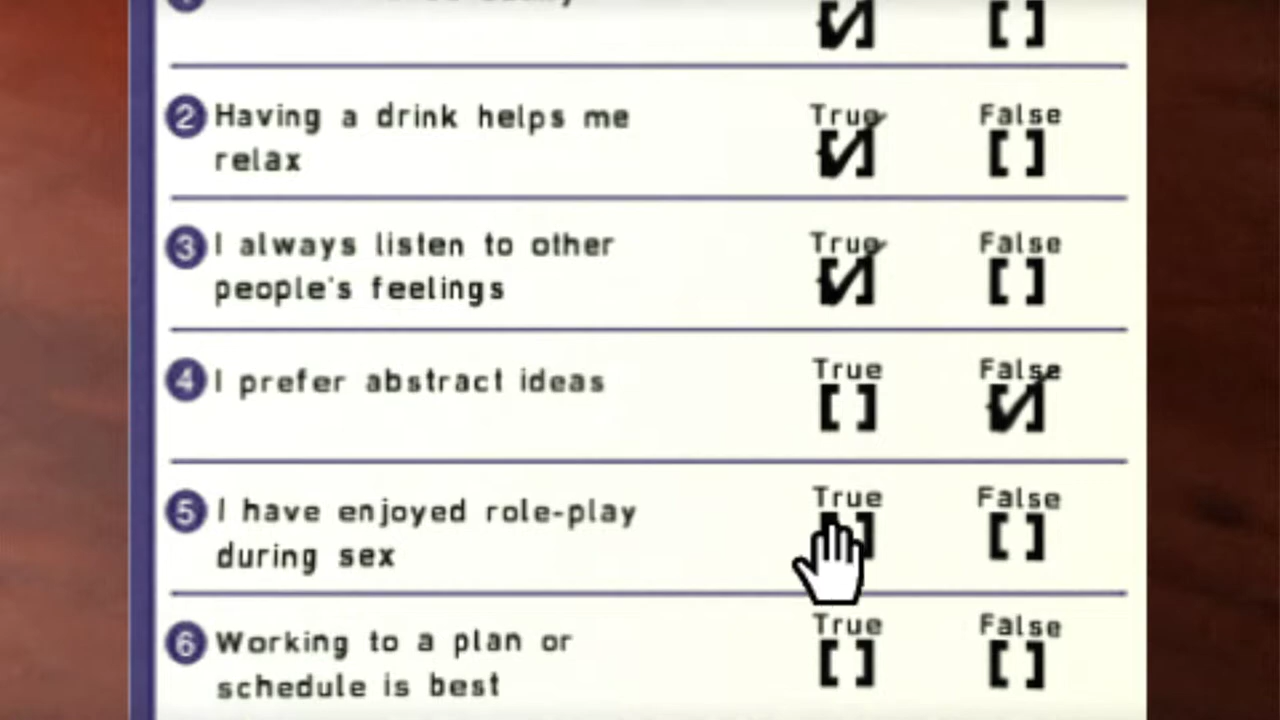 2 Having a drink helps me
relax
True False
[ ] [ ]
3 I always listen to other
people's feelings
True False
[ ] [ ]
4 I prefer abstract ideas
True False
[ ] [ ]
5 I have enjoyed role-play
during sex
True False
[ ] [ ]
6 Working to a plan or
schedule is best
True False
[ ] [ ]